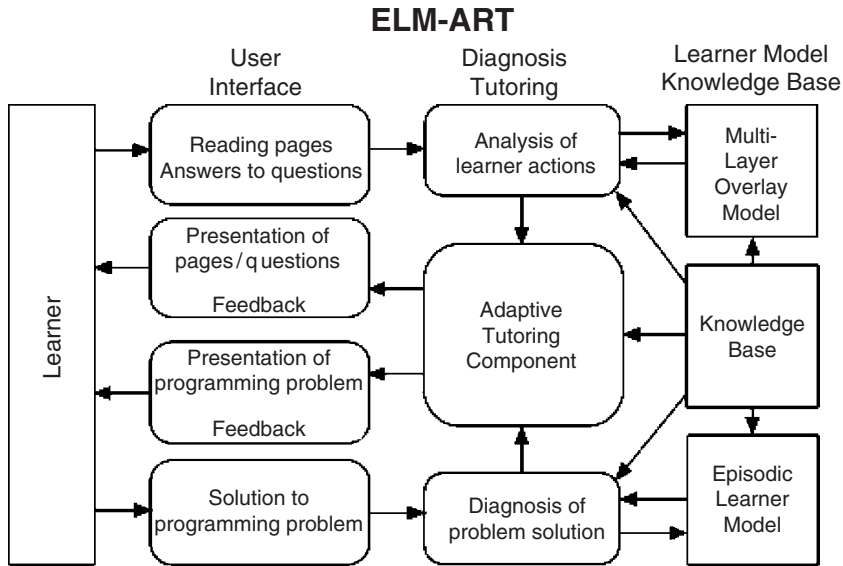 ELM-ART
User
Interface
Diagnosis
Tutoring
Learner Model
Knowledge Base
Learner
Reading pages
Answers to questions
Analysis of
learner actions
Multi-
Layer
Overlay
Model
Presentation of
pages/questions
Feedback
Adaptive
Tutoring
Component
Knowledge
Base
Presentation of
programming problem
Feedback
Solution to
programming problem
Diagnosis of
problem solution
Episodic
Learner
Model